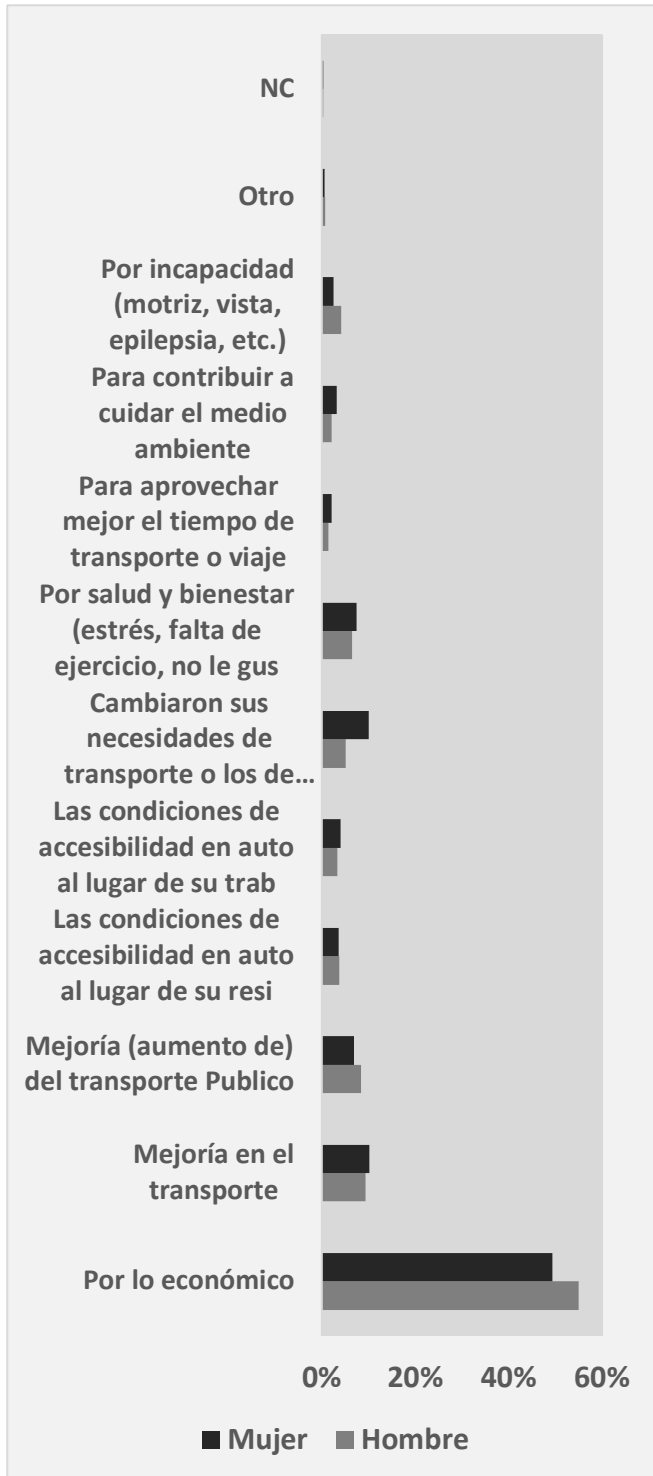 NC
Otro
Por incapacidad
(motriz, vista,
epilepsia, etc.)
Para contribuir a
cuidar el medio
ambiente
Para aprovechar
mejor el tiempo de
transporte o viaje
Por salud y bienestar
(estrés, falta de
ejercicio, no le gus
Cambiaron sus
necesidades de
transporte o los de…
Las condiciones de
accesibilidad en auto
al lugar de su trab
Las condiciones de
accesibilidad en auto
al lugar de su resi
Mejoría (aumento de)
del transporte Publico
Mejoría en el
transporte
Por lo económico
0% 20% 40% 60%
Mujer Hombre